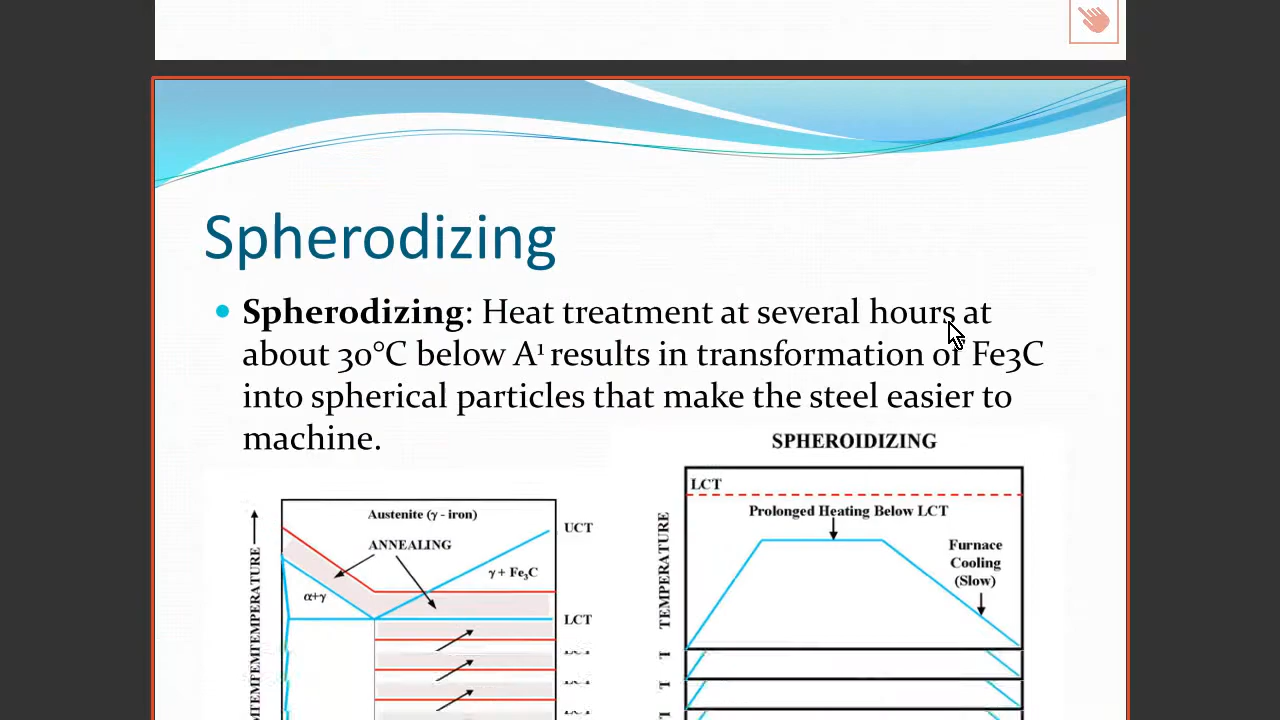 Spherodizing
• Spherodizing: Heat treatment at several hours at
about 30°C below A¹ results in transformation of Fe3C
into spherical particles that make the steel easier to
machine.
SPHEROIDIZING
LCT
Prolonged Heating Below LCT
Furnace
Cooling
(Slow)
TEMPERATURE
Austenite (γ - iron)
UCT
ANNEALING
γ + Fe₃C
α+γ
LCT
TEMPERATURE